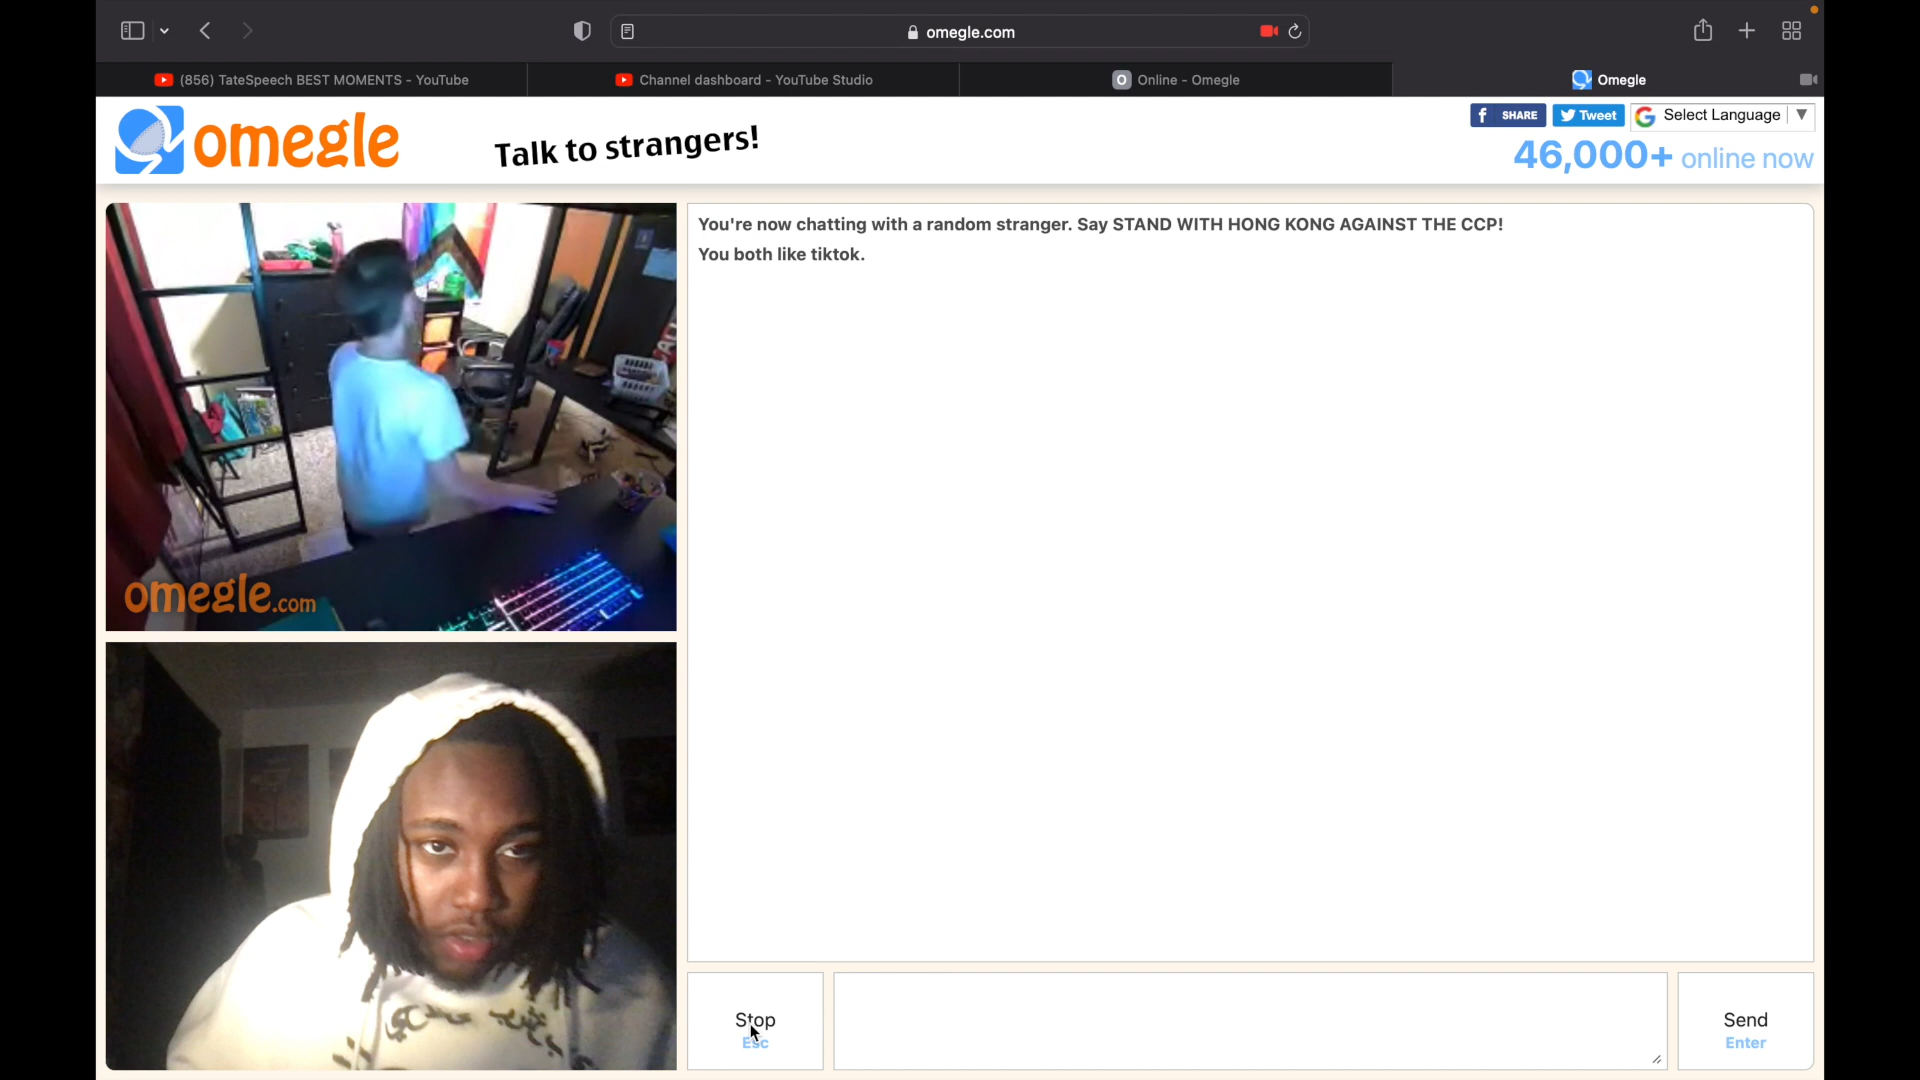 omegle.com
(856) TateSpeech BEST MOMENTS - YouTube
Channel dashboard - YouTube Studio
Online - Omegle
Omegle
omegle
Talk to strangers!
SHARE
Tweet
Select Language
46,000+ online now
You're now chatting with a random stranger. Say STAND WITH HONG KONG AGAINST THE CCP!
You both like tiktok.
omegle.com
Stop
Esc
Send
Enter